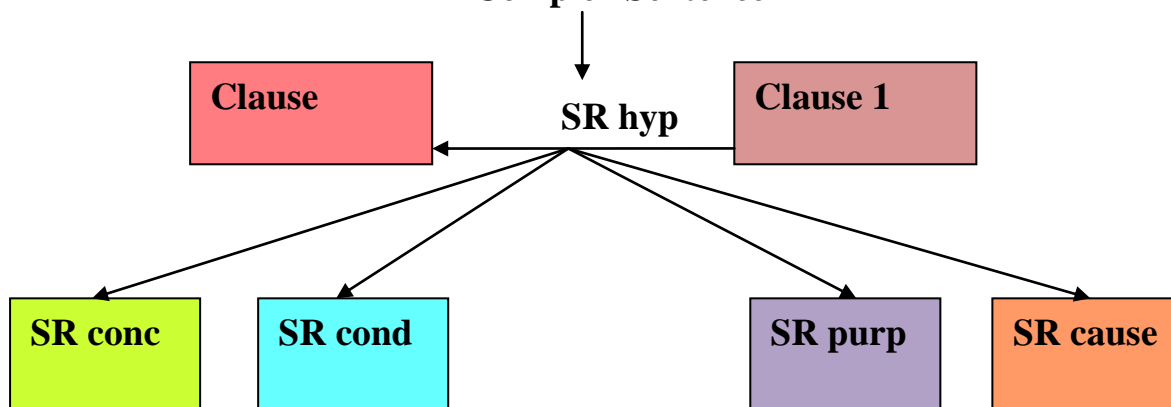 Clause
Clause 1
SR hyp
SR conc
SR cond
SR purp
SR cause